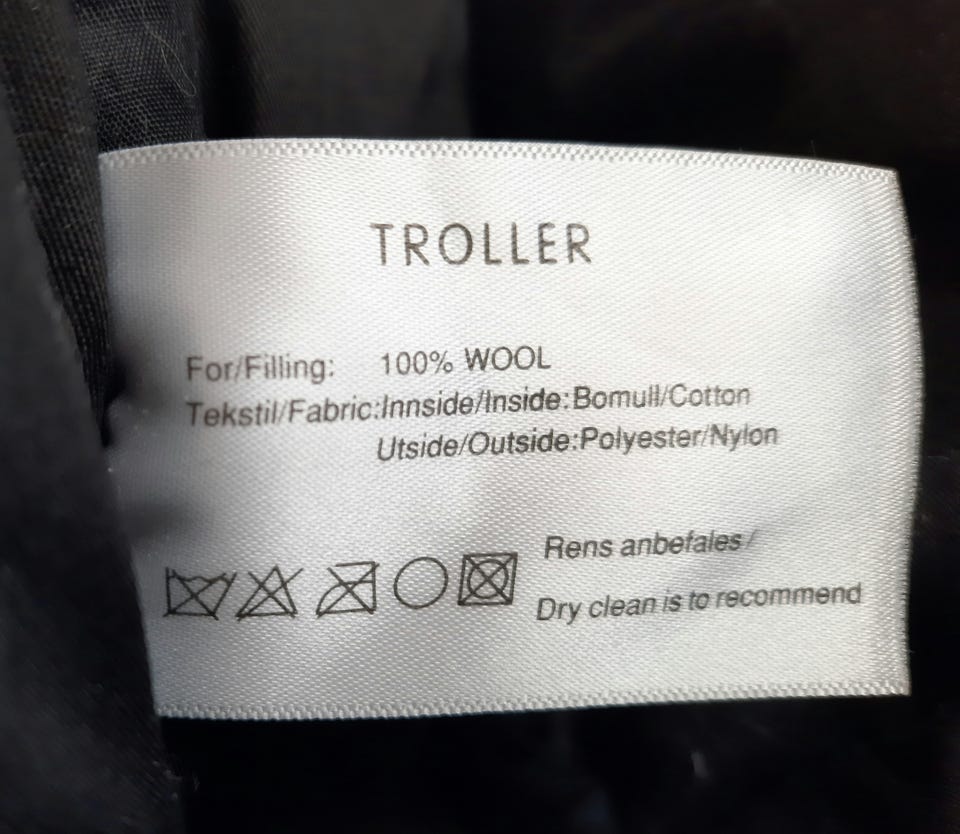 TROLLER
For/Filling: 100% WOOL
Tekstil/Fabric:Innside/Inside:Bomull/Cotton
Utside/Outside:Polyester/Nylon
Rens anbefales /
Dry clean is to recommend